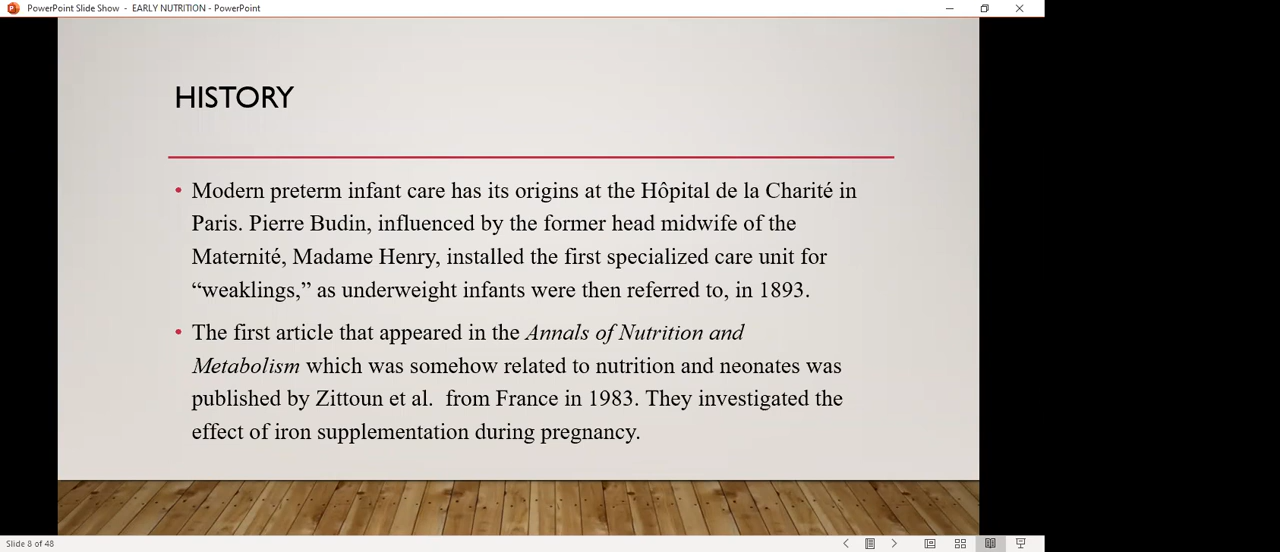 PowerPoint Slide Show - EARLY NUTRITION - PowerPoint
HISTORY
• Modern preterm infant care has its origins at the Hôpital de la Charité in
Paris. Pierre Budin, influenced by the former head midwife of the
Maternité, Madame Henry, installed the first specialized care unit for
“weaklings,” as underweight infants were then referred to, in 1893.
• The first article that appeared in the Annals of Nutrition and
Metabolism which was somehow related to nutrition and neonates was
published by Zittoun et al.  from France in 1983. They investigated the
effect of iron supplementation during pregnancy.
Slide 8 of 48